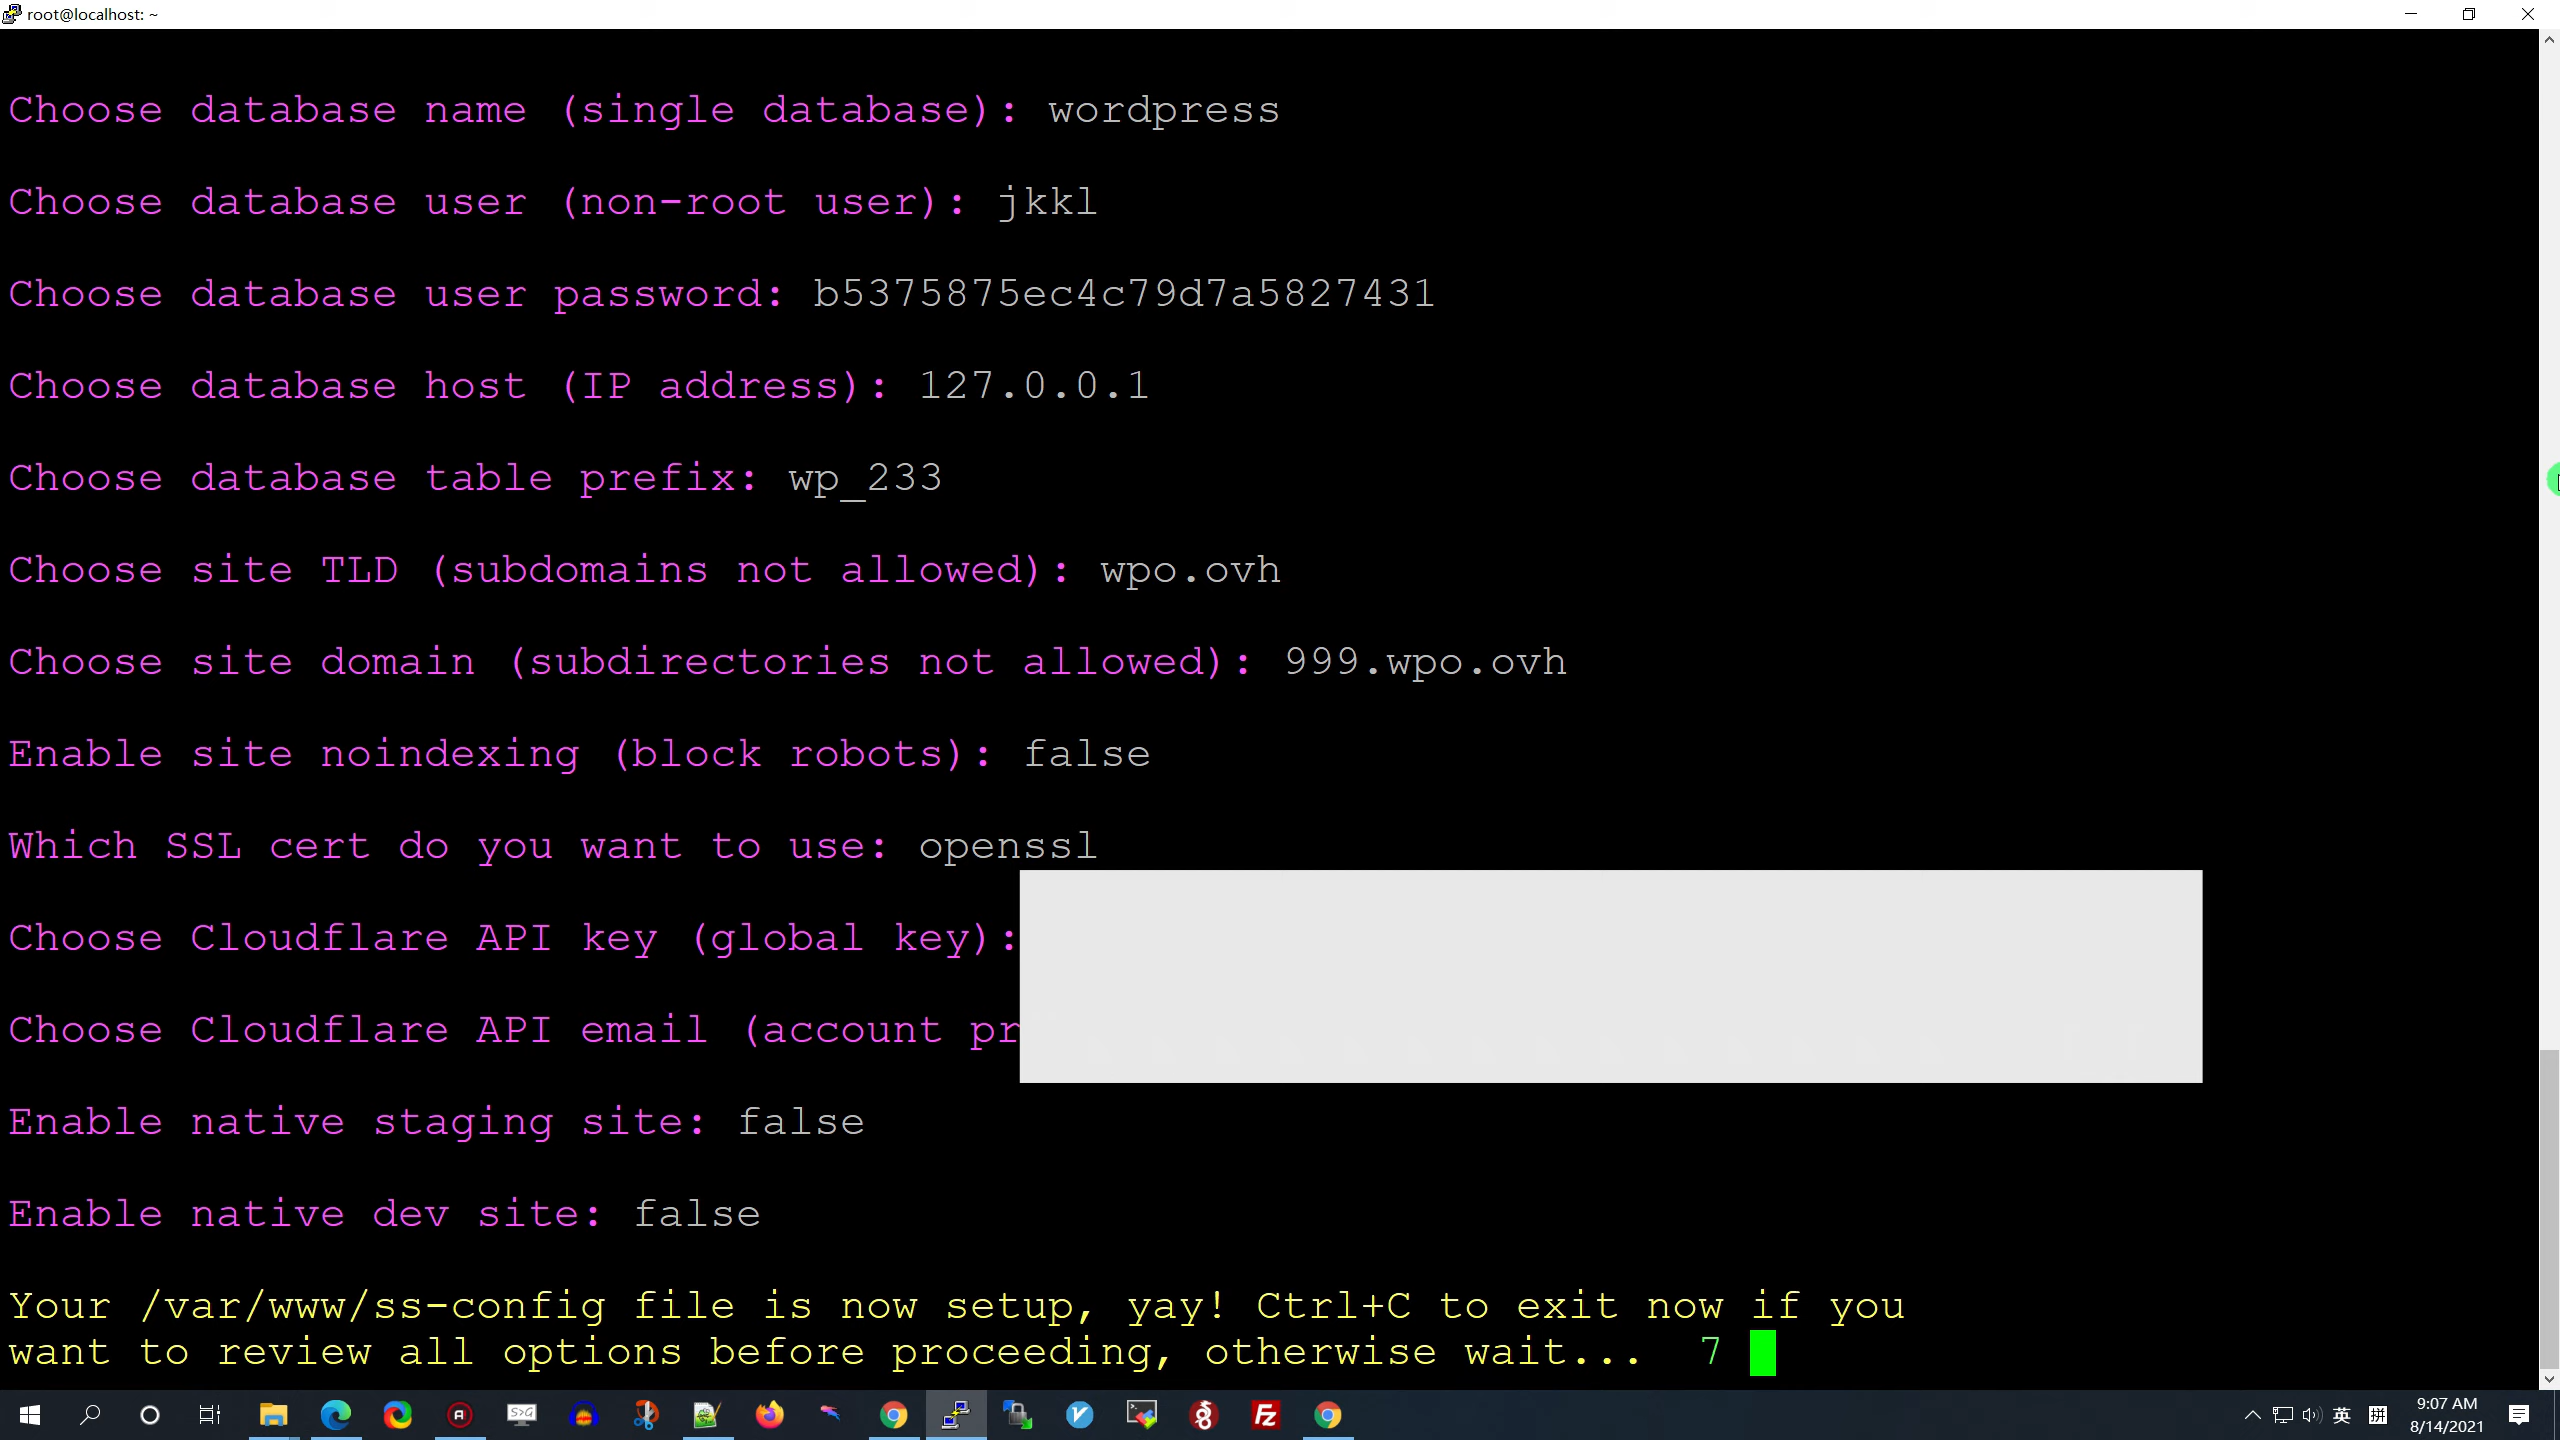 root@localhost: ~
Choose database name (single database): wordpress
Choose database user (non-root user): jkkl
Choose database user password: b5375875ec4c79d7a5827431
Choose database host (IP address): 127.0.0.1
Choose database table prefix: wp_233
Choose site TLD (subdomains not allowed): wpo.ovh
Choose site domain (subdirectories not allowed): 999.wpo.ovh
Enable site noindexing (block robots): false
Which SSL cert do you want to use: openssl
Choose Cloudflare API key (global key):
Choose Cloudflare API email (account pr
Enable native staging site: false
Enable native dev site: false
Your /var/www/ss-config file is now setup, yay! Ctrl+C to exit now if you
want to review all options before proceeding, otherwise wait... 7
S>G
英
拼
9:07 AM
8/14/2021